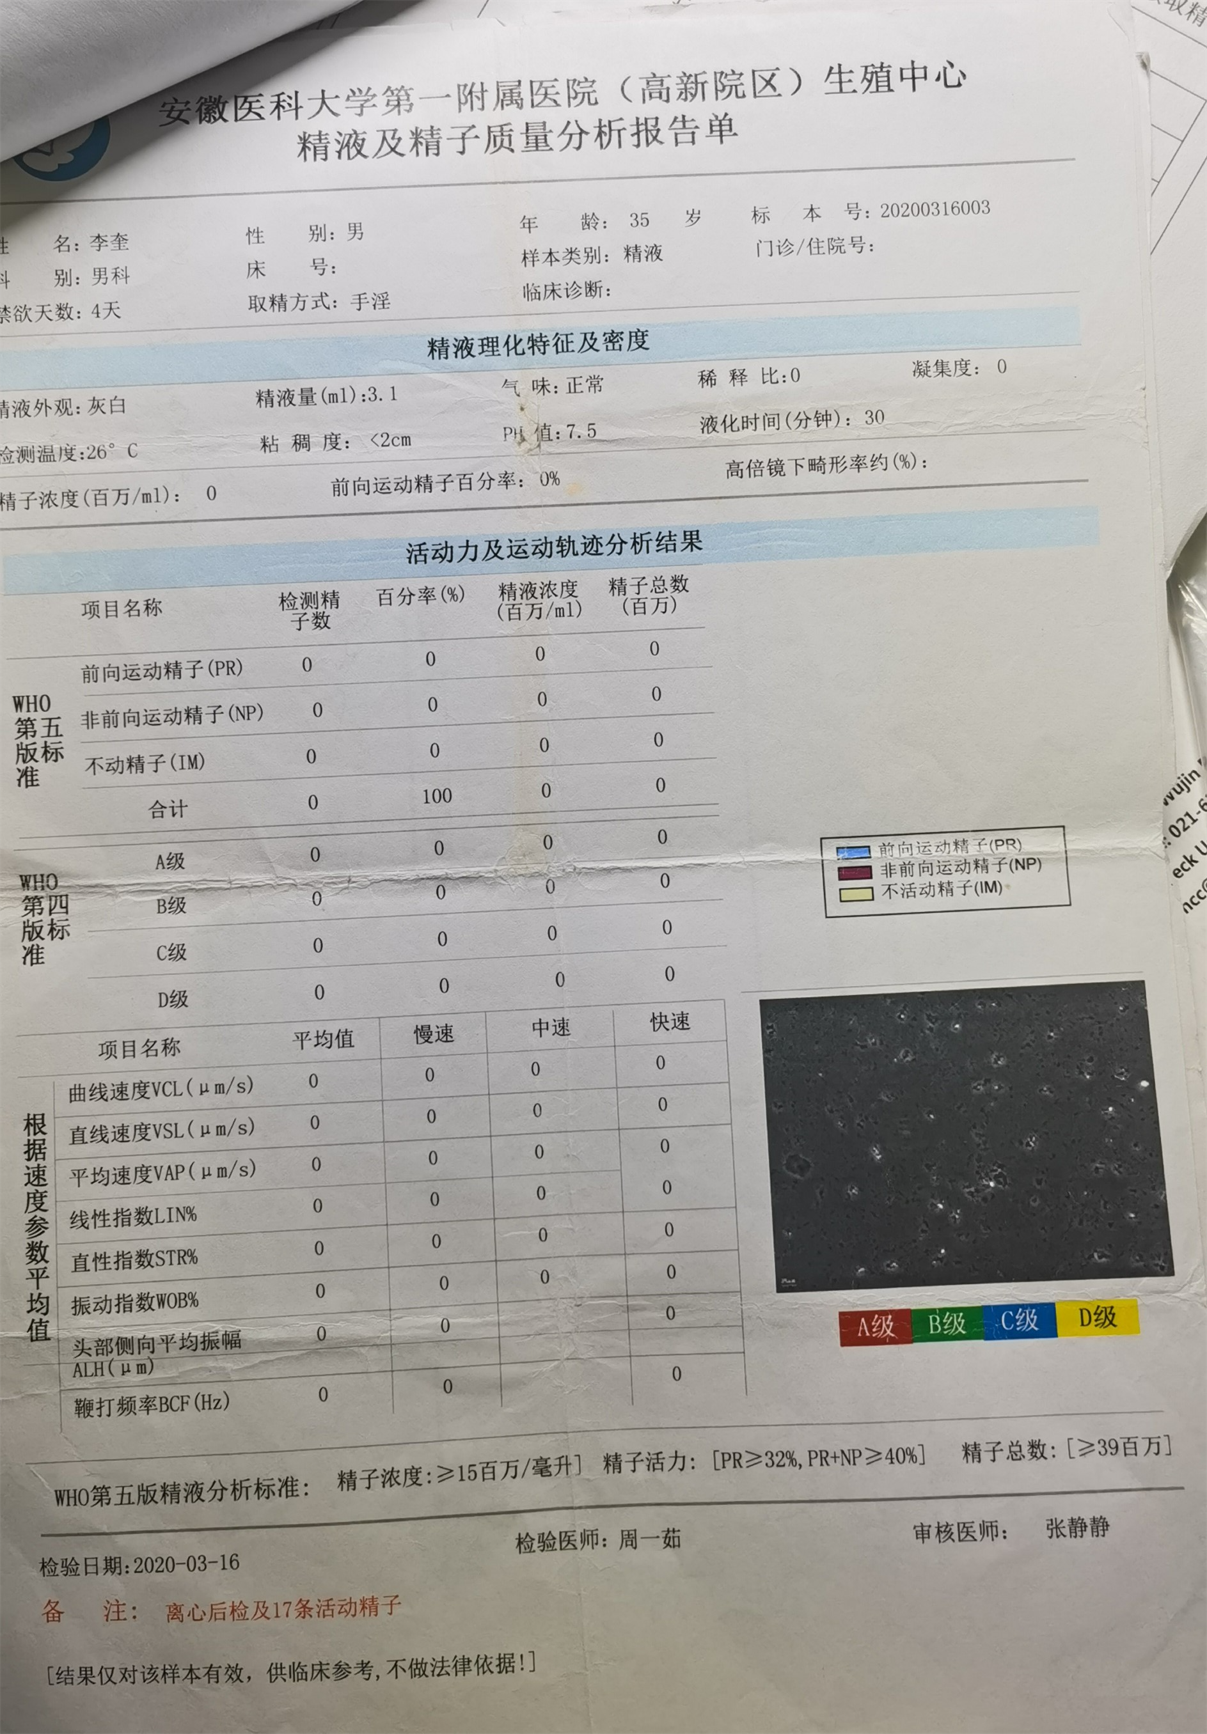 安徽医科大学第一附属医院（高新院区）生殖中心
精液及精子质量分析报告单
名：李奎 性 别：男 年 龄： 35 岁 标 本 号：20200316003
别：男科 床 号： 样本类别：精液 门诊/住院号：
禁欲天数：4天 取精方式：手淫 临床诊断：
精液理化特征及密度
精液外观：灰白 精液量(ml)：3.1 气 味：正常 稀 释 比：0 凝集度： 0
检测温度：26° C 粘 稠 度： <2cm PH 值：7.5 液化时间(分钟)： 30
精子浓度(百万/ml)： 0 前向运动精子百分率： 0% 高倍镜下畸形率约(%)：
活动力及运动轨迹分析结果
项目名称 检测精子数 百分率(%) 精液浓度(百万/ml) 精子总数(百万)
WHO第五版标准
前向运动精子(PR) 0 0 0 0
非前向运动精子(NP) 0 0 0 0
不动精子(IM) 0 0 0 0
合计 0 100 0 0
WHO第四版标准
A级 0 0 0 0
B级 0 0 0 0
C级 0 0 0 0
D级 0 0 0 0
前向运动精子(PR)
非前向运动精子(NP)
不活动精子(IM)
项目名称 平均值 慢速 中速 快速
根据速度参数平均值
曲线速度VCL(μm/s) 0 0 0 0
直线速度VSL(μm/s) 0 0 0 0
平均速度VAP(μm/s) 0 0 0 0
线性指数LIN% 0 0 0 0
直性指数STR% 0 0 0 0
振动指数WOB% 0 0 0 0
头部侧向平均振幅 0 0 0
ALH(μm)
鞭打频率BCF(Hz) 0 0 0
A级 B级 C级 D级
WHO第五版精液分析标准： 精子浓度:≥15百万/毫升] 精子活力：[PR≥32%,PR+NP≥40%] 精子总数:[≥39百万]
检验日期:2020-03-16 检验医师：周一茹 审核医师： 张静静
备 注： 离心后检及17条活动精子
[结果仅对该样本有效，供临床参考,不做法律依据!]
Wujin
021-6
eck U
ncc@
取精